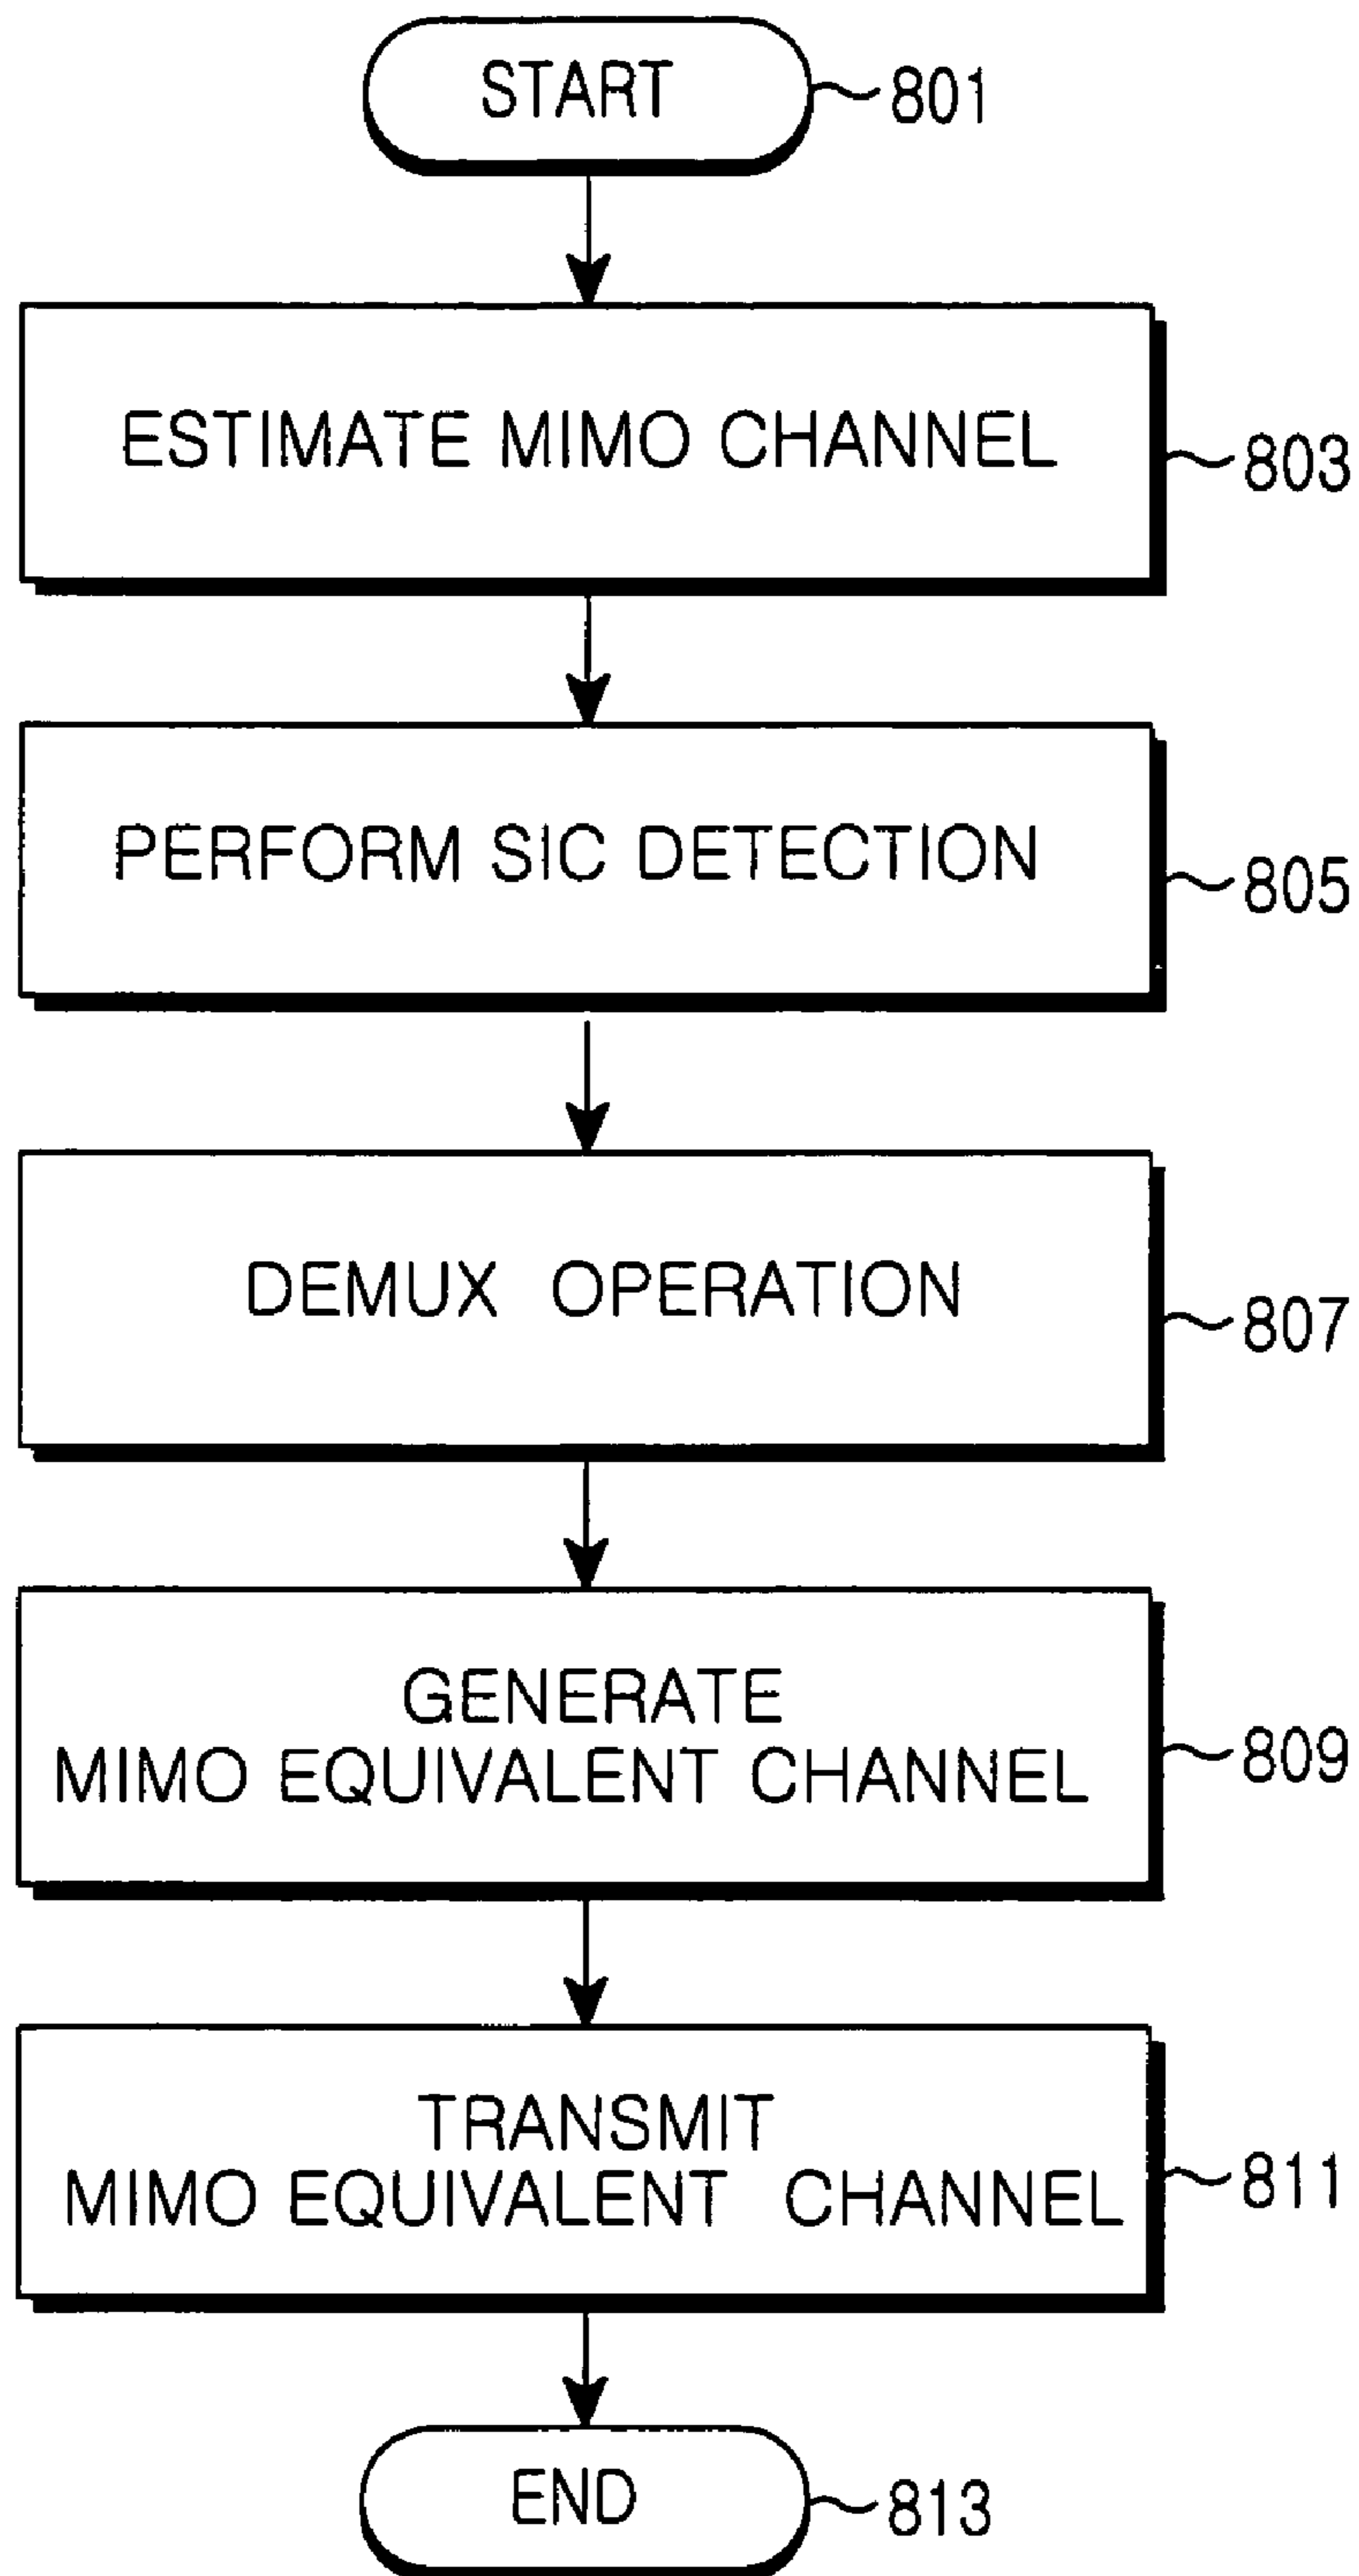 START
801
ESTIMATE MIMO CHANNEL
803
PERFORM SIC DETECTION
805
DEMUX OPERATION
807
GENERATE
MIMO EQUIVALENT CHANNEL
809
TRANSMIT
MIMO EQUIVALENT CHANNEL
811
END
813